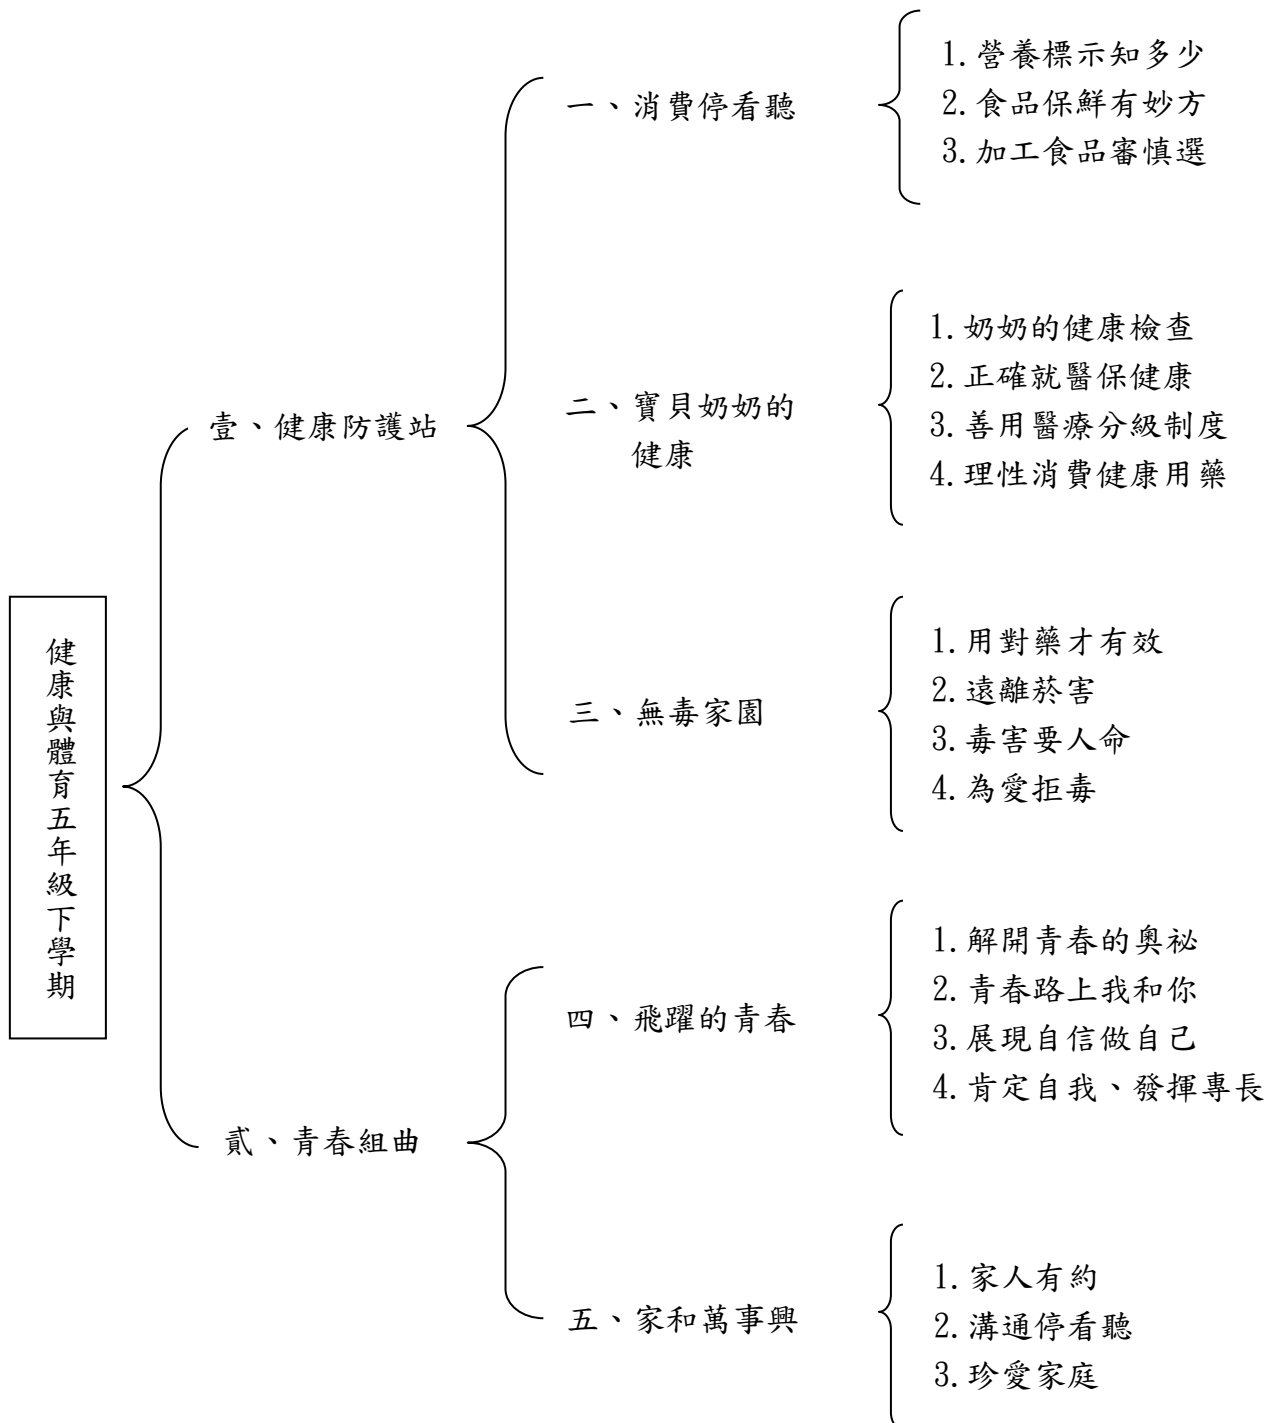 健康與體育五年級下學期
壹、健康防護站
一、消費停看聽
1.營養標示知多少
2.食品保鮮有妙方
3.加工食品審慎選
二、寶貝奶奶的
健康
1.奶奶的健康檢查
2.正確就醫保健康
3.善用醫療分級制度
4.理性消費健康用藥
三、無毒家園
1.用對藥才有效
2.遠離菸害
3.毒害要人命
4.為愛拒毒
貳、青春組曲
四、飛躍的青春
1.解開青春的奧祕
2.青春路上我和你
3.展現自信做自己
4.肯定自我、發揮專長
五、家和萬事興
1.家人有約
2.溝通停看聽
3.珍愛家庭